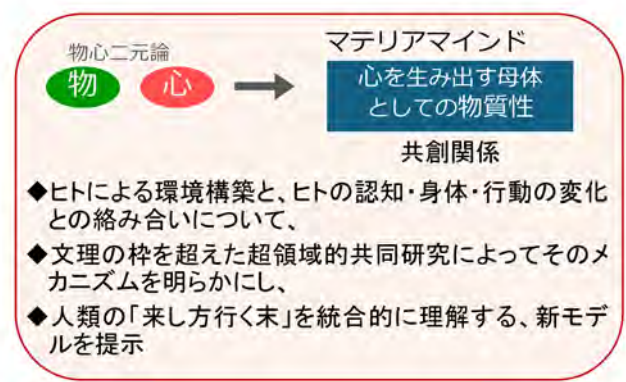 物心二元論
物 心
マテリアマインド
心を生み出す母体
としての物質性
共創関係
◆ヒトによる環境構築と、ヒトの認知・身体・行動の変化
との絡み合いについて、
◆文理の枠を超えた超領域的共同研究によってそのメ
カニズムを明らかにし、
◆人類の「来し方行く末」を統合的に理解する、新モデ
ルを提示